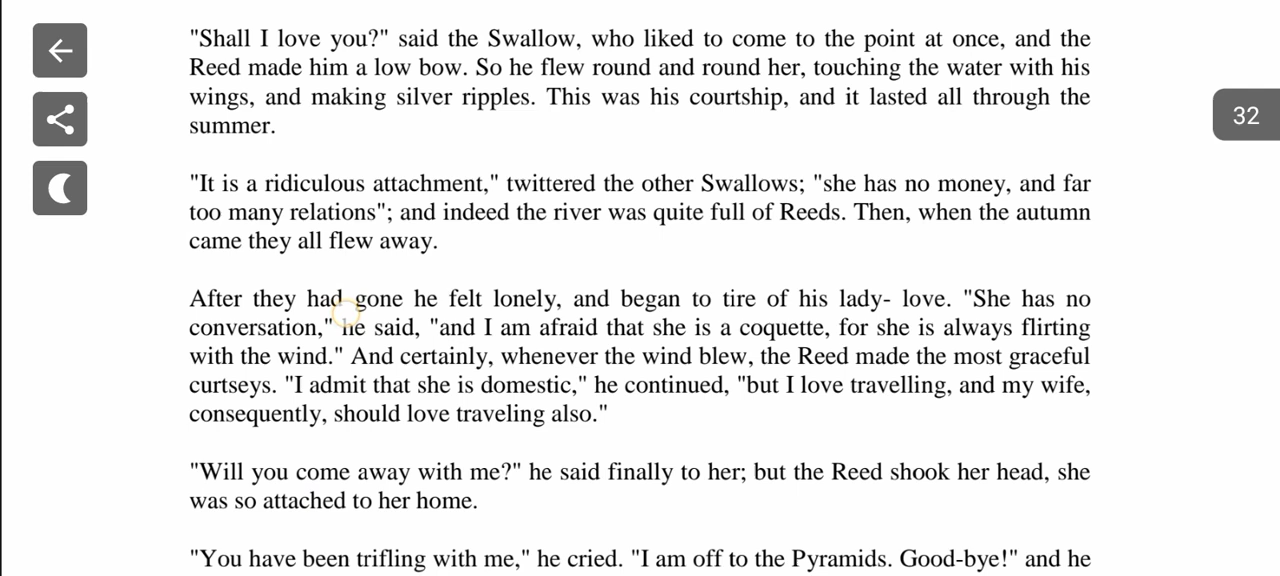 "Shall I love you?" said the Swallow, who liked to come to the point at once, and the
Reed made him a low bow. So he flew round and round her, touching the water with his
wings, and making silver ripples. This was his courtship, and it lasted all through the
summer.
32
"It is a ridiculous attachment," twittered the other Swallows; "she has no money, and far
too many relations"; and indeed the river was quite full of Reeds. Then, when the autumn
came they all flew away.
After they had gone he felt lonely, and began to tire of his lady- love. "She has no
conversation," he said, "and I am afraid that she is a coquette, for she is always flirting
with the wind." And certainly, whenever the wind blew, the Reed made the most graceful
curtseys. "I admit that she is domestic," he continued, "but I love travelling, and my wife,
consequently, should love traveling also."
"Will you come away with me?" he said finally to her; but the Reed shook her head, she
was so attached to her home.
"You have been trifling with me," he cried. "I am off to the Pyramids. Good-bye!" and he